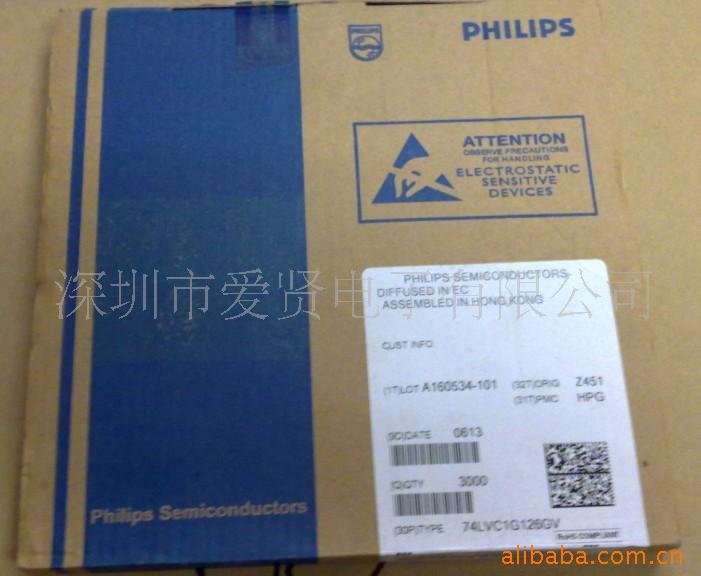 PHILIPS
PHILIPS
ATTENTION
OBSERVE PRECAUTIONS
FOR HANDLING
ELECTROSTATIC
SENSITIVE
DEVICES
深圳市爱贤电子有限公司
PHILIPS SEMICONDUCTORS
DIFFUSED IN EC
ASSEMBLED IN HONG KONG
CUST INFO
(1T)LOT A160534-101 (32T)ORIG Z451
(31T)PMC HPG
(9D)DATE 0613
(Q)QTY 3000
(30P)TYPE 74LVC1G126GV
RoHS COMPLIANT
Philips Semiconductors
alibaba.com.cn